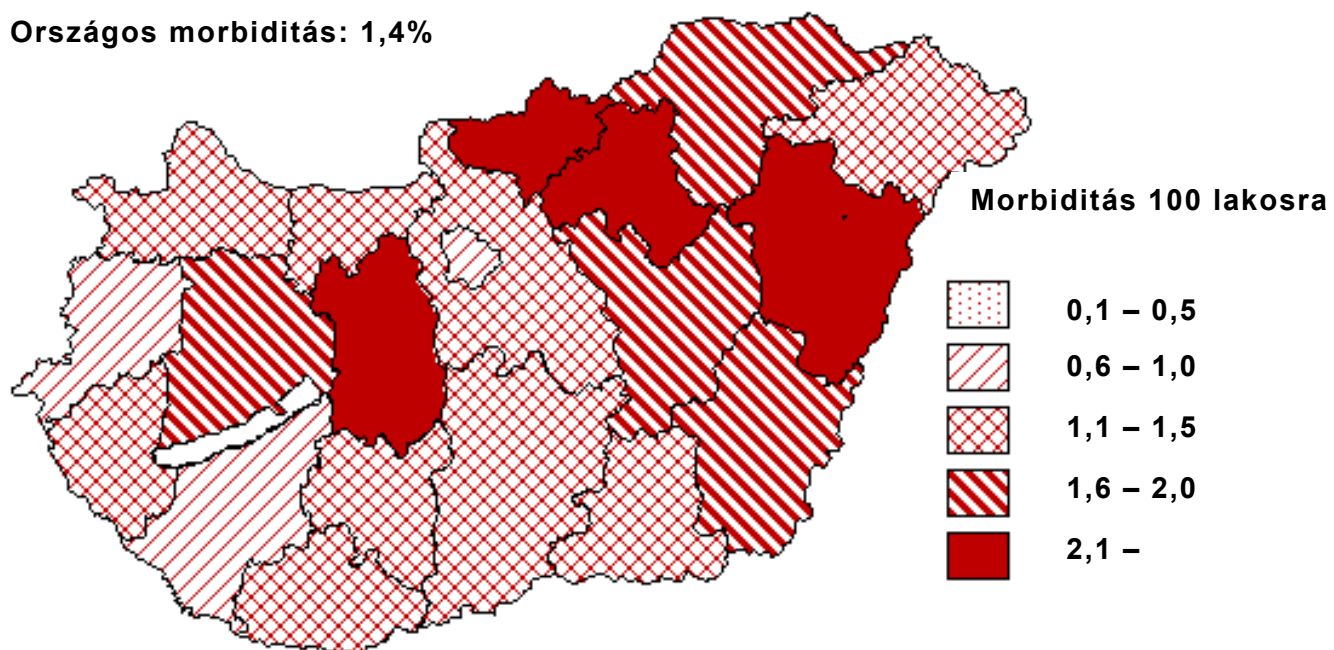 Országos morbiditás: 1,4%
Morbiditás 100 lakosra
0,1 – 0,5
0,6 – 1,0
1,1 – 1,5
1,6 – 2,0
2,1 –